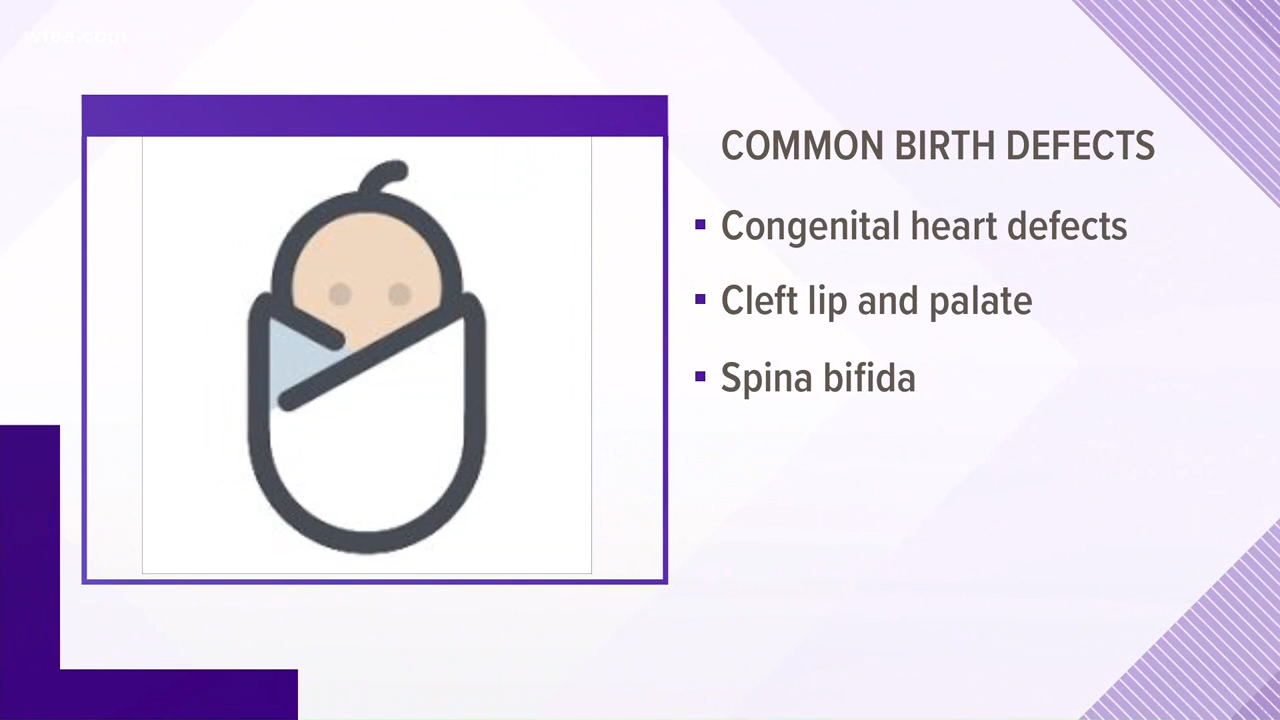 COMMON BIRTH DEFECTS
Congenital heart defects
Cleft lip and palate
Spina bifida